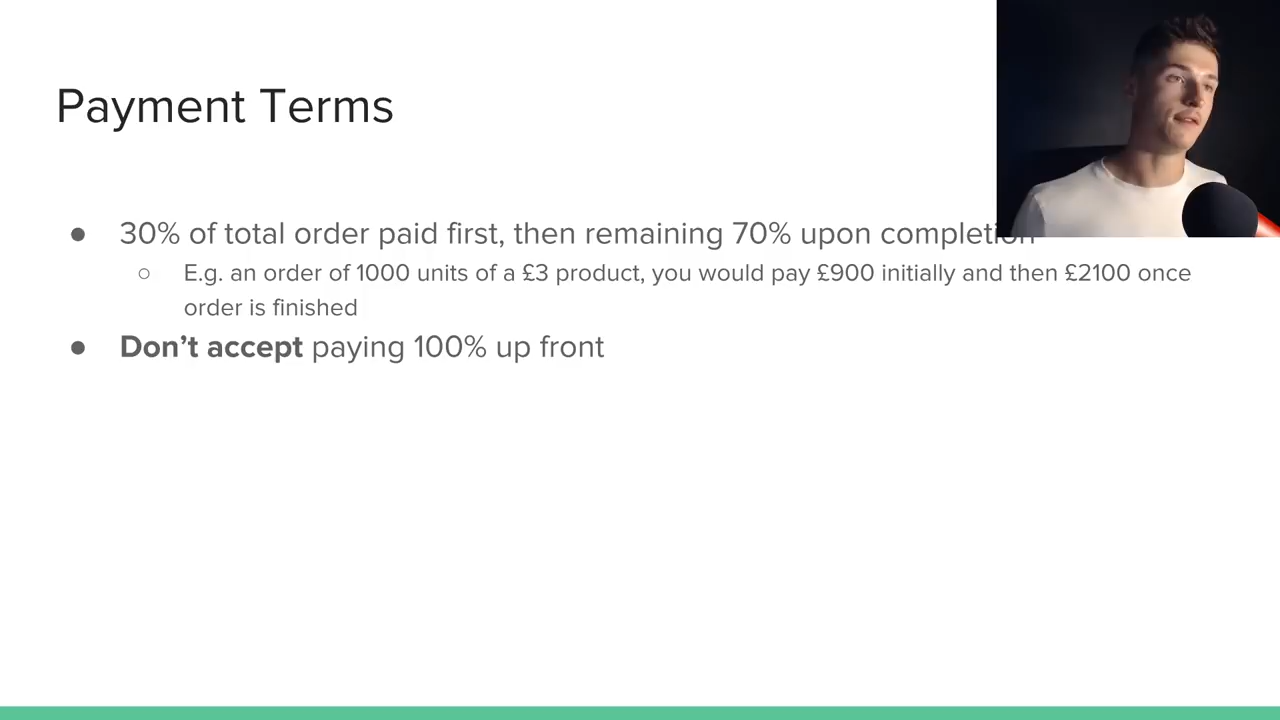 Payment Terms
● 30% of total order paid first, then remaining 70% upon completion
○ E.g. an order of 1000 units of a £3 product, you would pay £900 initially and then £2100 once
order is finished
● Don’t accept paying 100% up front